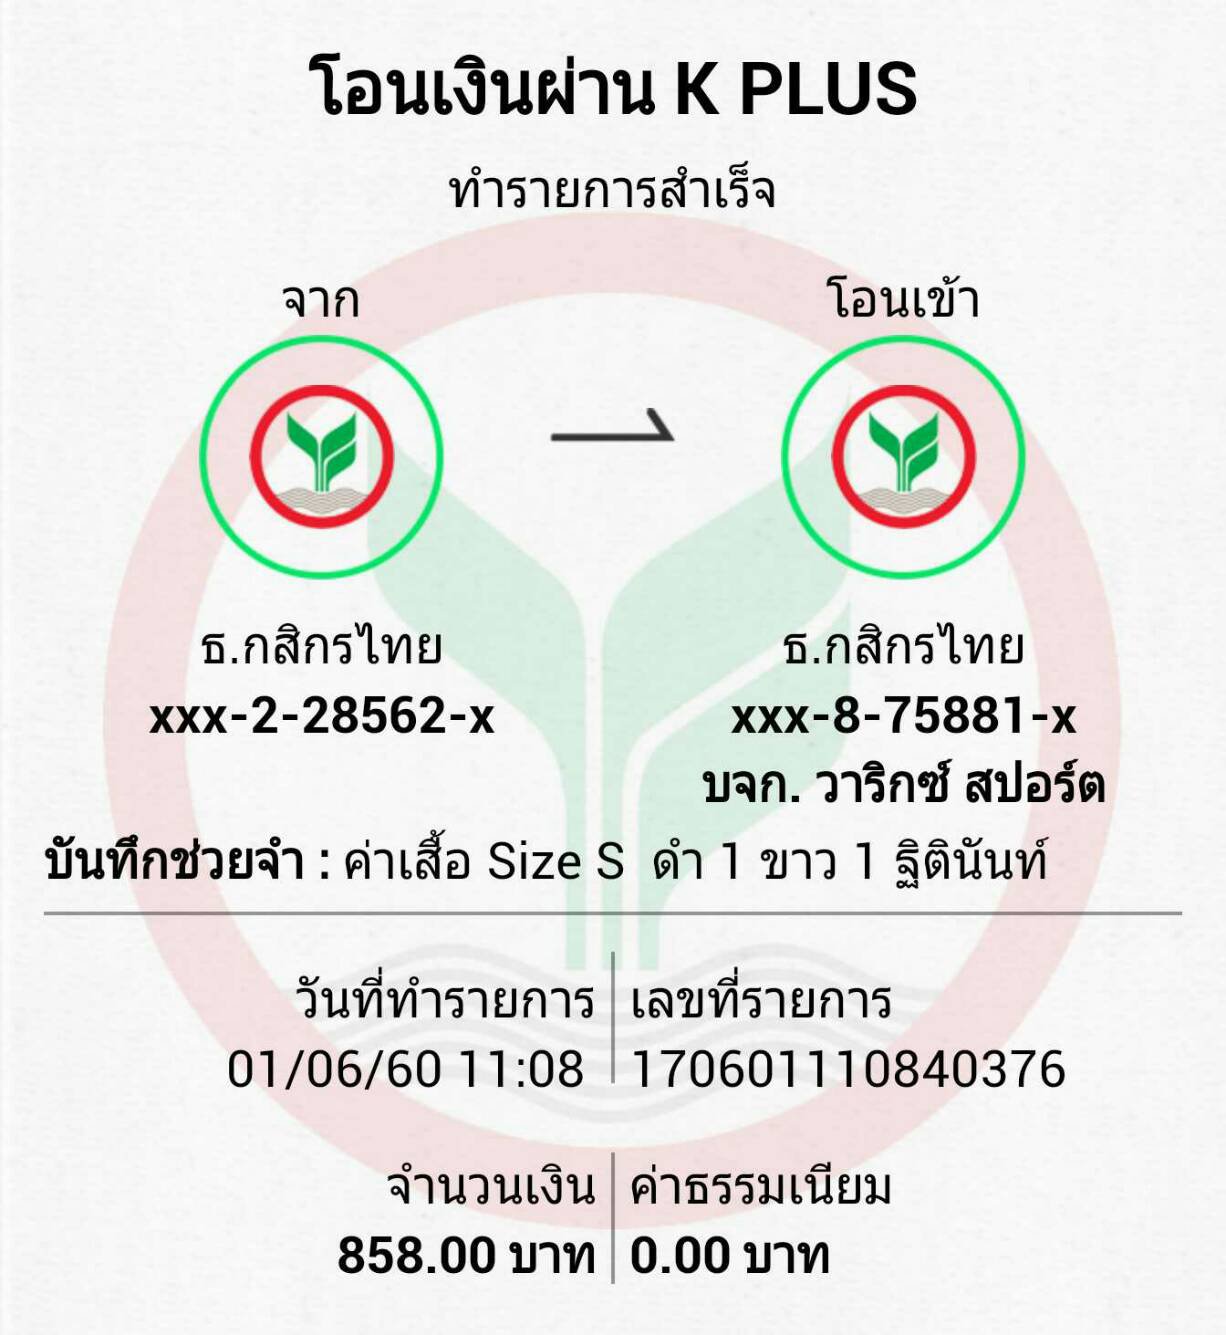 โอนเงินผ่าน K PLUS
ทำรายการสำเร็จ
จาก
โอนเข้า
ธ.กสิกรไทย
xxx-2-28562-x
ธ.กสิกรไทย
xxx-8-75881-x
บจก. วาริกซ์ สปอร์ต
บันทึกช่วยจำ : ค่าเสื้อ Size S ดำ 1 ขาว 1 ฐิตินันท์
วันที่ทำรายการ
01/06/60 11:08
เลขที่รายการ
170601110840376
จำนวนเงิน
858.00 บาท
ค่าธรรมเนียม
0.00 บาท